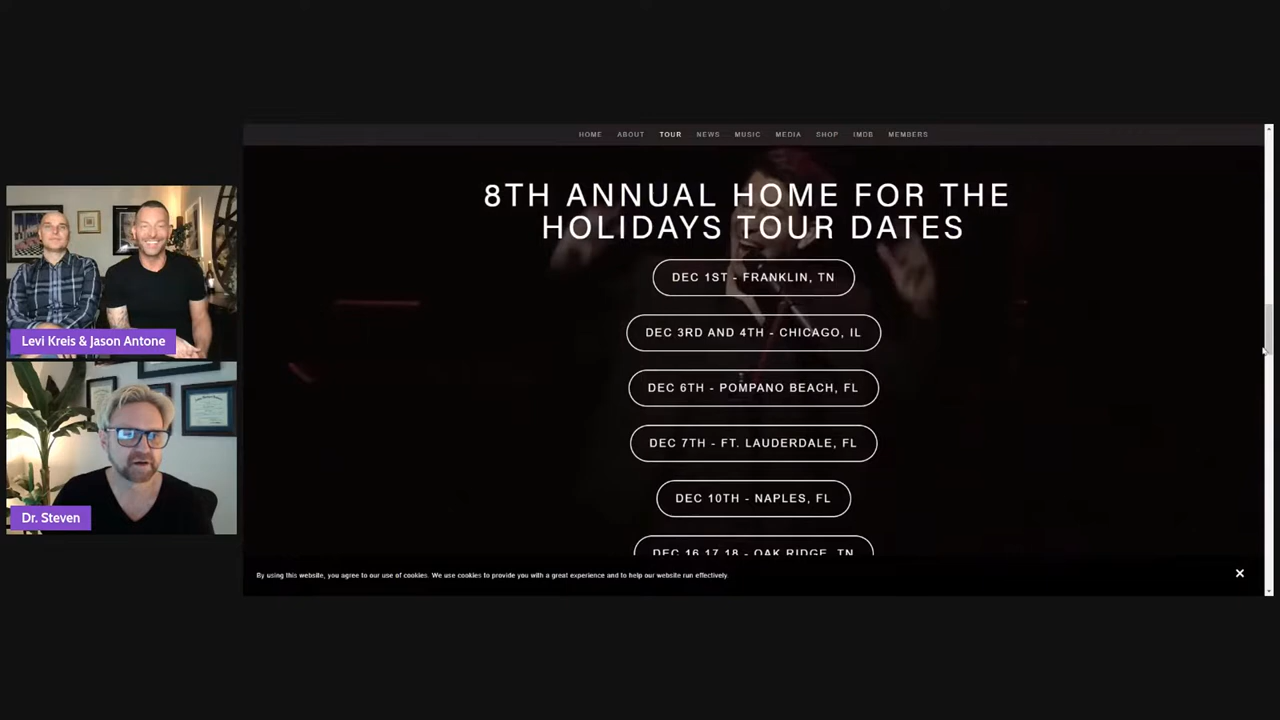 HOME ABOUT TOUR NEWS MUSIC MEDIA SHOP IMDB MEMBERS
8TH ANNUAL HOME FOR THE
HOLIDAYS TOUR DATES
DEC 1ST - FRANKLIN, TN
DEC 3RD AND 4TH - CHICAGO, IL
DEC 6TH - POMPANO BEACH, FL
DEC 7TH - FT. LAUDERDALE, FL
DEC 10TH - NAPLES, FL
DEC 16,17,18 - OAK RIDGE, TN
By using this website, you agree to our use of cookies. We use cookies to provide you with a great experience and to help our website run effectively.
Levi Kreis & Jason Antone
Dr. Steven